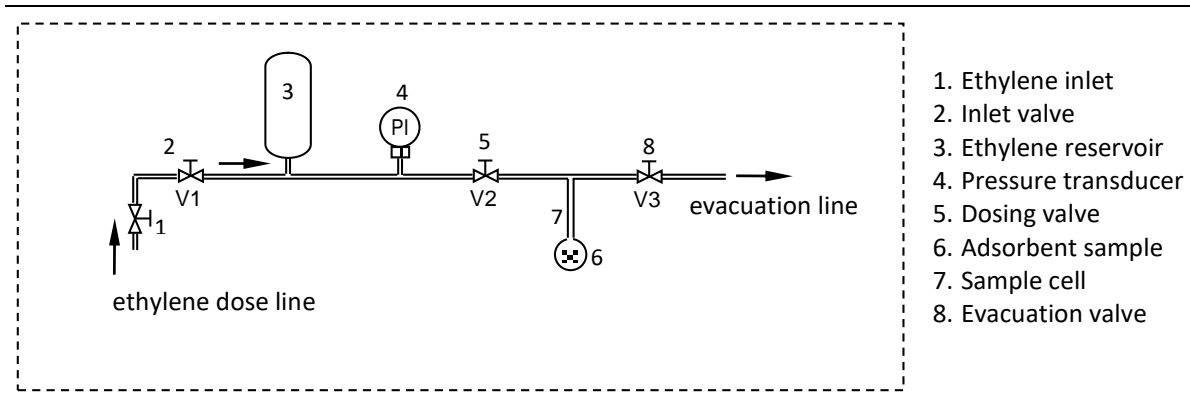 3
4
PI
2
5
8
V1
V2
V3
7
evacuation line
1
6
ethylene dose line
1. Ethylene inlet
2. Inlet valve
3. Ethylene reservoir
4. Pressure transducer
5. Dosing valve
6. Adsorbent sample
7. Sample cell
8. Evacuation valve